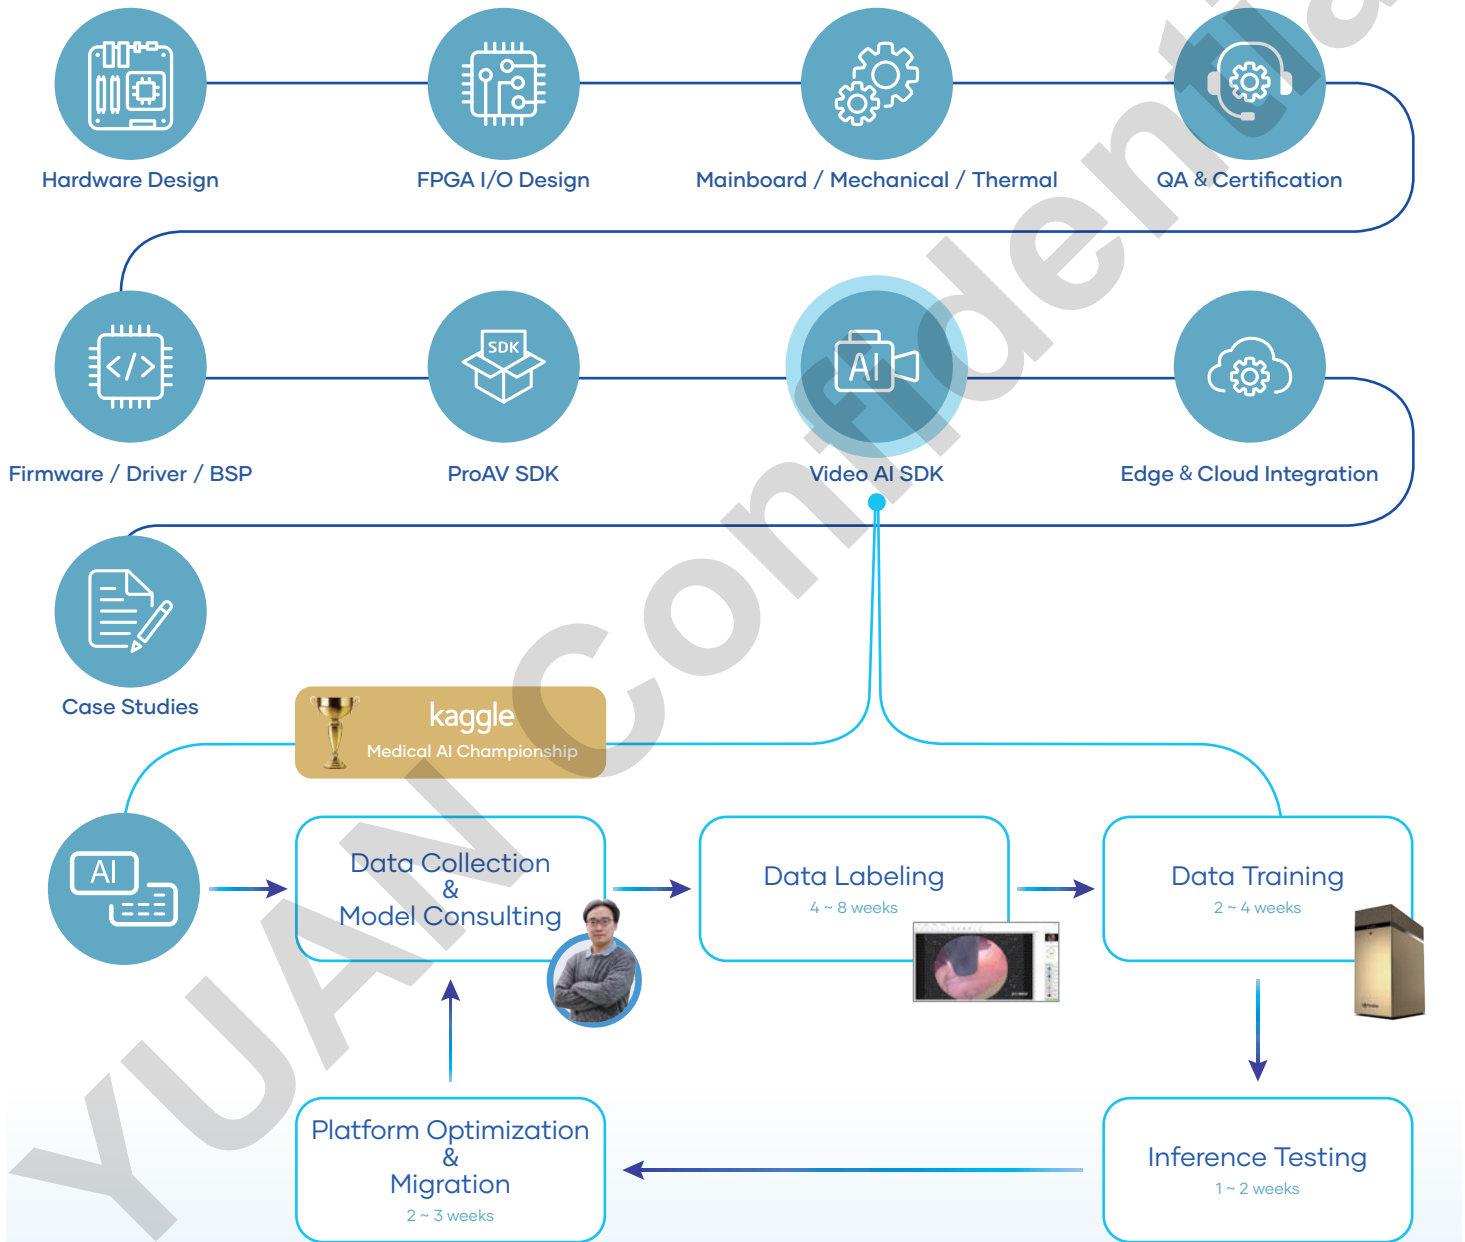 Hardware Design
FPGA I/O Design
Mainboard / Mechanical / Thermal
QA & Certification
</>
SDK
AI
Firmware / Driver / BSP
ProAV SDK
Video AI SDK
Edge & Cloud Integration
Case Studies
kaggle
Medical AI Championship
AI
Data Collection
&
Model Consulting
Data Labeling
4 ~ 8 weeks
Data Training
2 ~ 4 weeks
Platform Optimization
&
Migration
2 ~ 3 weeks
Inference Testing
1 ~ 2 weeks
YUAN Confidential